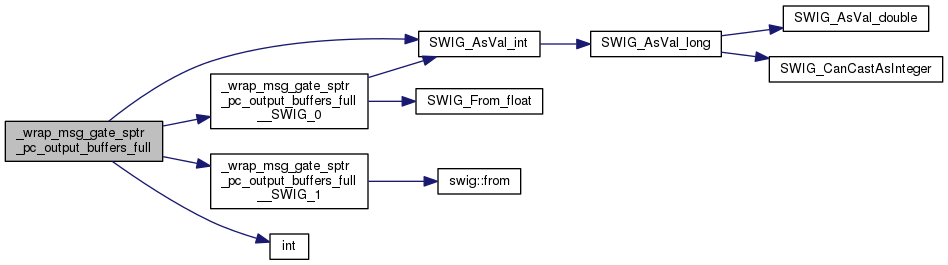 _wrap_msg_gate_sptr
_pc_output_buffers_full
SWIG_AsVal_int
_wrap_msg_gate_sptr
_pc_output_buffers_full
__SWIG_0
_wrap_msg_gate_sptr
_pc_output_buffers_full
__SWIG_1
int
SWIG_From_float
swig::from
SWIG_AsVal_long
SWIG_AsVal_double
SWIG_CanCastAsInteger